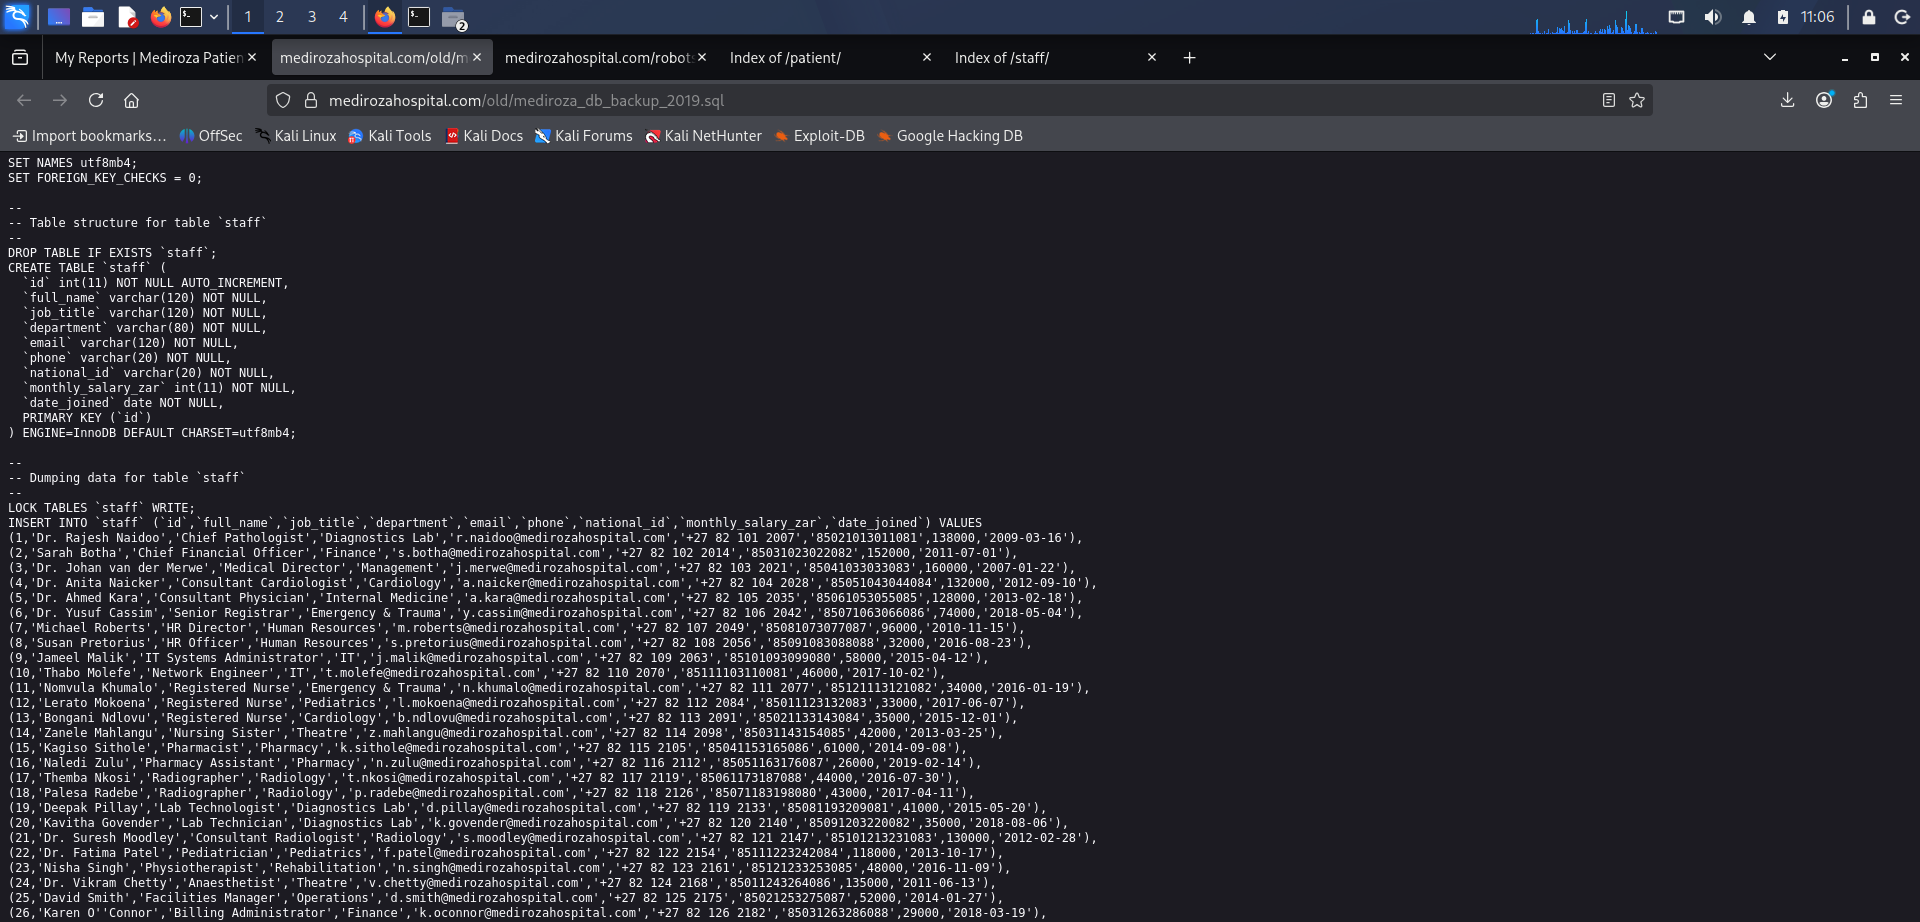 1 2 3 4 2 11:06
My Reports | Mediroza Patien medirozahospital.com/old/m medirozahospital.com/robots Index of /patient/ Index of /staff/
medirozahospital.com/old/mediroza_db_backup_2019.sql
Import bookmarks... OffSec Kali Linux Kali Tools Kali Docs Kali Forums Kali NetHunter Exploit-DB Google Hacking DB
SET NAMES utf8mb4;
SET FOREIGN_KEY_CHECKS = 0;
--
-- Table structure for table `staff`
--
DROP TABLE IF EXISTS `staff`;
CREATE TABLE `staff` (
`id` int(11) NOT NULL AUTO_INCREMENT,
`full_name` varchar(120) NOT NULL,
`job_title` varchar(120) NOT NULL,
`department` varchar(80) NOT NULL,
`email` varchar(120) NOT NULL,
`phone` varchar(20) NOT NULL,
`national_id` varchar(20) NOT NULL,
`monthly_salary_zar` int(11) NOT NULL,
`date_joined` date NOT NULL,
PRIMARY KEY (`id`)
) ENGINE=InnoDB DEFAULT CHARSET=utf8mb4;
--
-- Dumping data for table `staff`
--
LOCK TABLES `staff` WRITE;
INSERT INTO `staff` (`id`,`full_name`,`job_title`,`department`,`email`,`phone`,`national_id`,`monthly_salary_zar`,`date_joined`) VALUES
(1,'Dr. Rajesh Naidoo','Chief Pathologist','Diagnostics Lab','r.naidoo@medirozahospital.com','+27 82 101 2007','85021013011081',138000,'2009-03-16'),
(2,'Sarah Botha','Chief Financial Officer','Finance','s.botha@medirozahospital.com','+27 82 102 2014','85031023022082',152000,'2011-07-01'),
(3,'Dr. Johan van der Merwe','Medical Director','Management','j.merwe@medirozahospital.com','+27 82 103 2021','85041033033083',160000,'2007-01-22'),
(4,'Dr. Anita Naicker','Consultant Cardiologist','Cardiology','a.naicker@medirozahospital.com','+27 82 104 2028','85051043044084',132000,'2012-09-10'),
(5,'Dr. Ahmed Kara','Consultant Physician','Internal Medicine','a.kara@medirozahospital.com','+27 82 105 2035','85061053055085',128000,'2013-02-18'),
(6,'Dr. Yusuf Cassim','Senior Registrar','Emergency & Trauma','y.cassim@medirozahospital.com','+27 82 106 2042','85071063066086',74000,'2018-05-04'),
(7,'Michael Roberts','HR Director','Human Resources','m.roberts@medirozahospital.com','+27 82 107 2049','85081073077087',96000,'2010-11-15'),
(8,'Susan Pretorius','HR Officer','Human Resources','s.pretorius@medirozahospital.com','+27 82 108 2056','85091083088088',32000,'2016-08-23'),
(9,'Jameel Malik','IT Systems Administrator','IT','j.malik@medirozahospital.com','+27 82 109 2063','85101093099080',58000,'2015-04-12'),
(10,'Thabo Molefe','Network Engineer','IT','t.molefe@medirozahospital.com','+27 82 110 2070','85111103110081',46000,'2017-10-02'),
(11,'Nomvula Khumalo','Registered Nurse','Emergency & Trauma','n.khumalo@medirozahospital.com','+27 82 111 2077','85121113121082',34000,'2016-01-19'),
(12,'Lerato Mokoena','Registered Nurse','Pediatrics','l.mokoena@medirozahospital.com','+27 82 112 2084','85011123132083',33000,'2017-06-07'),
(13,'Bongani Ndlovu','Registered Nurse','Cardiology','b.ndlovu@medirozahospital.com','+27 82 113 2091','85021133143084',35000,'2015-12-01'),
(14,'Zanele Mahlangu','Nursing Sister','Theatre','z.mahlangu@medirozahospital.com','+27 82 114 2098','85031143154085',42000,'2013-03-25'),
(15,'Kagiso Sithole','Pharmacist','Pharmacy','k.sithole@medirozahospital.com','+27 82 115 2105','85041153165086',61000,'2014-09-08'),
(16,'Naledi Zulu','Pharmacy Assistant','Pharmacy','n.zulu@medirozahospital.com','+27 82 116 2112','85051163176087',26000,'2019-02-14'),
(17,'Themba Nkosi','Radiographer','Radiology','t.nkosi@medirozahospital.com','+27 82 117 2119','85061173187088',44000,'2016-07-30'),
(18,'Palesa Radebe','Radiographer','Radiology','p.radebe@medirozahospital.com','+27 82 118 2126','85071183198080',43000,'2017-04-11'),
(19,'Deepak Pillay','Lab Technologist','Diagnostics Lab','d.pillay@medirozahospital.com','+27 82 119 2133','85081193209081',41000,'2015-05-20'),
(20,'Kavitha Govender','Lab Technician','Diagnostics Lab','k.govender@medirozahospital.com','+27 82 120 2140','85091203220082',35000,'2018-08-06'),
(21,'Dr. Suresh Moodley','Consultant Radiologist','Radiology','s.moodley@medirozahospital.com','+27 82 121 2147','85101213231083',130000,'2012-02-28'),
(22,'Dr. Fatima Patel','Pediatrician','Pediatrics','f.patel@medirozahospital.com','+27 82 122 2154','85111223242084',118000,'2013-10-17'),
(23,'Nisha Singh','Physiotherapist','Rehabilitation','n.singh@medirozahospital.com','+27 82 123 2161','85121233253085',48000,'2016-11-09'),
(24,'Dr. Vikram Chetty','Anaesthetist','Theatre','v.chetty@medirozahospital.com','+27 82 124 2168','85011243264086',135000,'2011-06-13'),
(25,'David Smith','Facilities Manager','Operations','d.smith@medirozahospital.com','+27 82 125 2175','85021253275087',52000,'2014-01-27'),
(26,'Karen O''Connor','Billing Administrator','Finance','k.oconnor@medirozahospital.com','+27 82 126 2182','85031263286088',29000,'2018-03-19'),